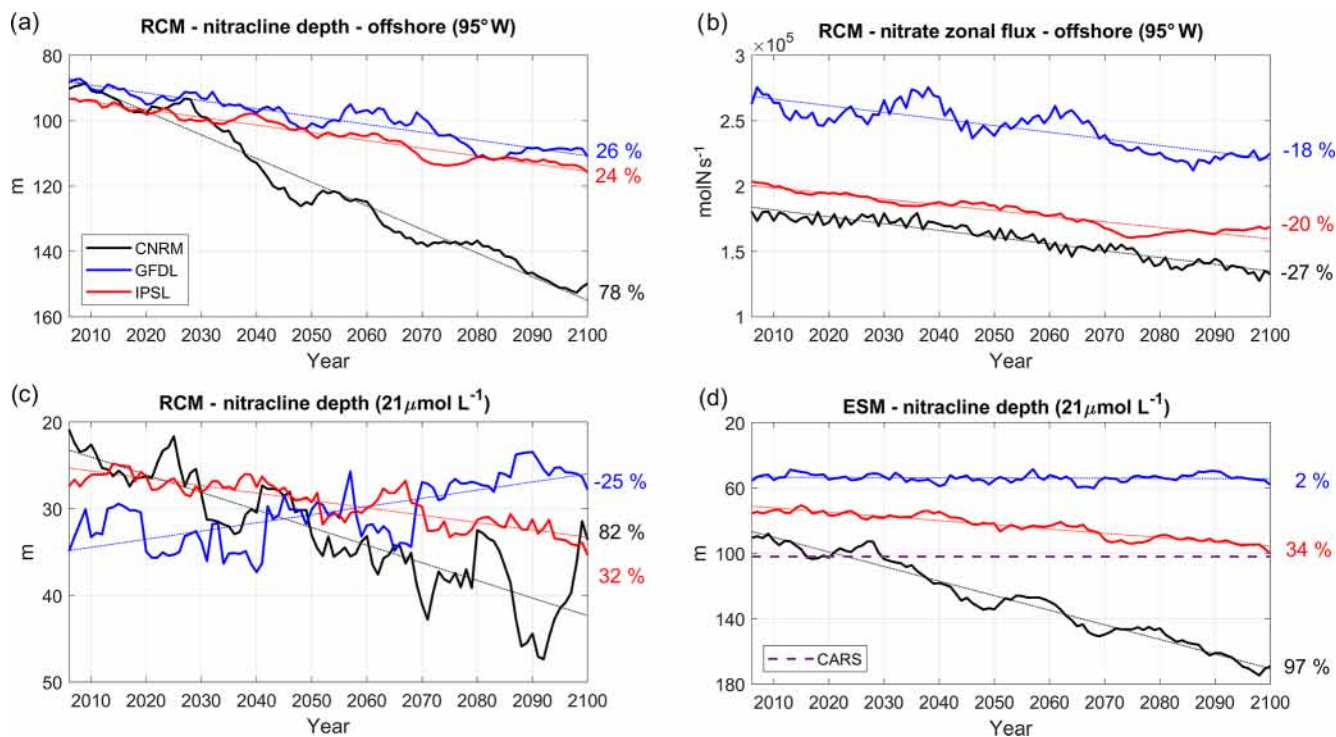 (a)
RCM - nitracline depth - offshore (95° W)
80
100
120
140
160
m
26 %
24 %
78 %
CNRM
GFDL
IPSL
2010 2020 2030 2040 2050 2060 2070 2080 2090 2100
Year
(b)
RCM - nitrate zonal flux - offshore (95° W)
×10⁵
3
2.5
2
1.5
1
molN s⁻¹
-18 %
-20 %
-27 %
2010 2020 2030 2040 2050 2060 2070 2080 2090 2100
Year
(c)
RCM - nitracline depth (21μmol L⁻¹)
20
30
40
50
m
-25 %
82 %
32 %
2010 2020 2030 2040 2050 2060 2070 2080 2090 2100
Year
(d)
ESM - nitracline depth (21μmol L⁻¹)
20
60
100
140
180
m
2 %
34 %
97 %
CARS
2010 2020 2030 2040 2050 2060 2070 2080 2090 2100
Year